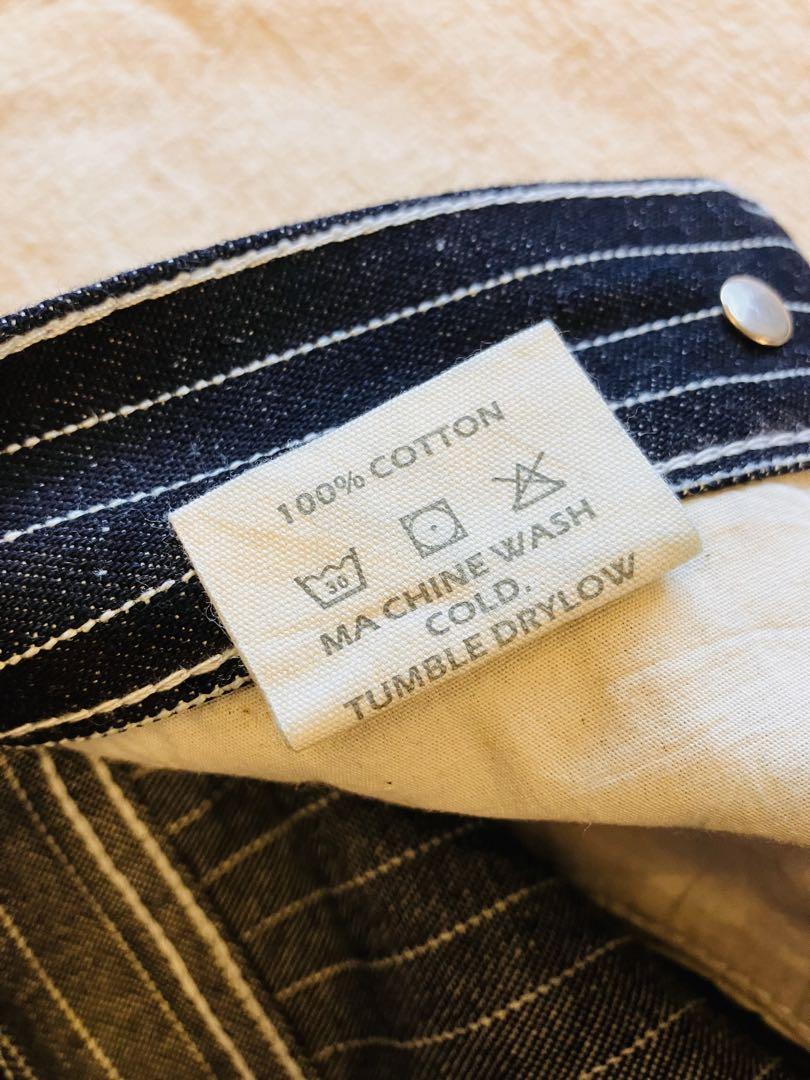 100% COTTON
30
MA CHINE WASH
COLD.
TUMBLE DRYLOW